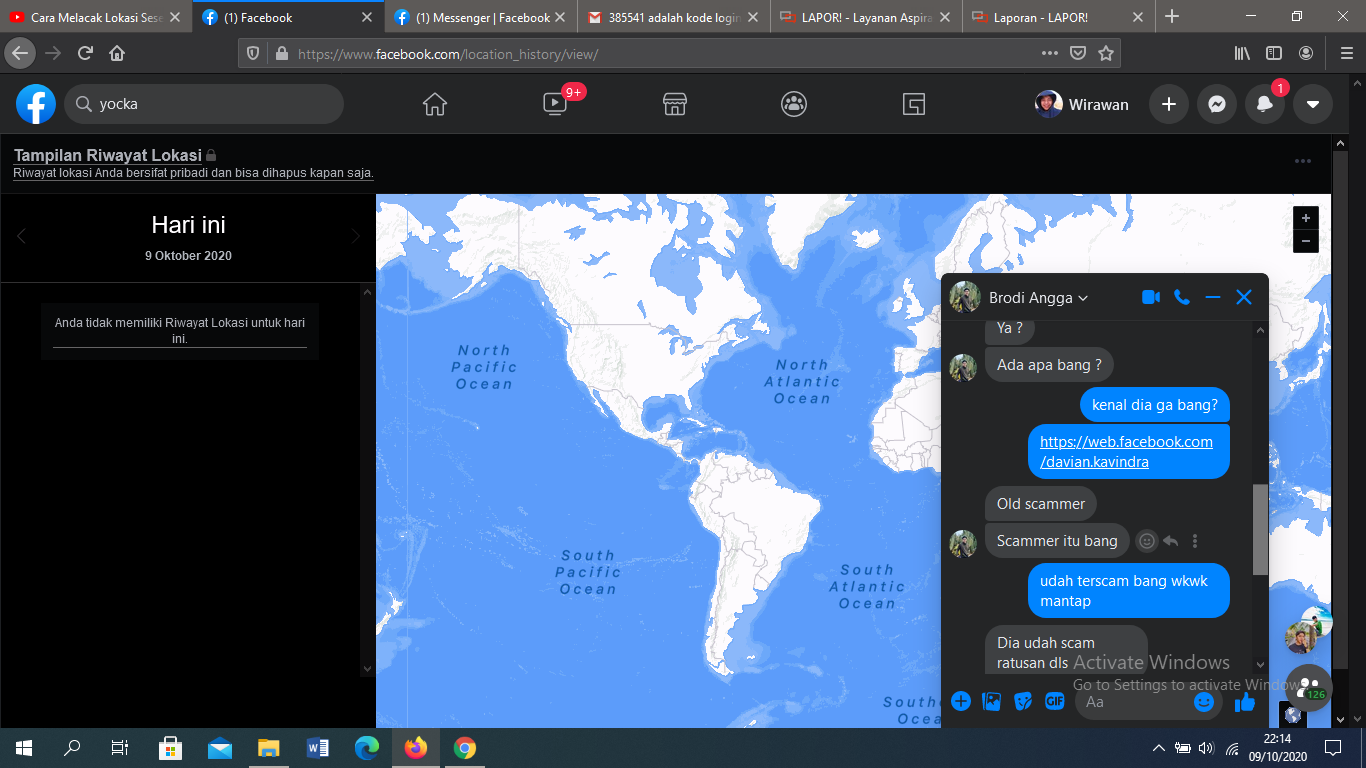 Cara Melacak Lokasi Sese
(1) Facebook
(1) Messenger | Facebook
385541 adalah kode login
LAPOR! - Layanan Aspira
Laporan - LAPOR!
https://www.facebook.com/location_history/view/
yocka
9+
Wirawan
1
Tampilan Riwayat Lokasi
Riwayat lokasi Anda bersifat pribadi dan bisa dihapus kapan saja.
Hari ini
9 Oktober 2020
Anda tidak memiliki Riwayat Lokasi untuk hari
ini.
North
Pacific
Ocean
North
Atlantic
Ocean
South
Pacific
Ocean
South
Atlantic
Ocean
South
Ocea
+
−
Brodi Angga
Ya ?
Ada apa bang ?
kenal dia ga bang?
https://web.facebook.com
/davian.kavindra
Old scammer
Scammer itu bang
udah terscam bang wkwk
mantap
Dia udah scam
ratusan dls
Activate Windows
Go to Settings to activate Windows
GIF
Aa
126
22:14
09/10/2020